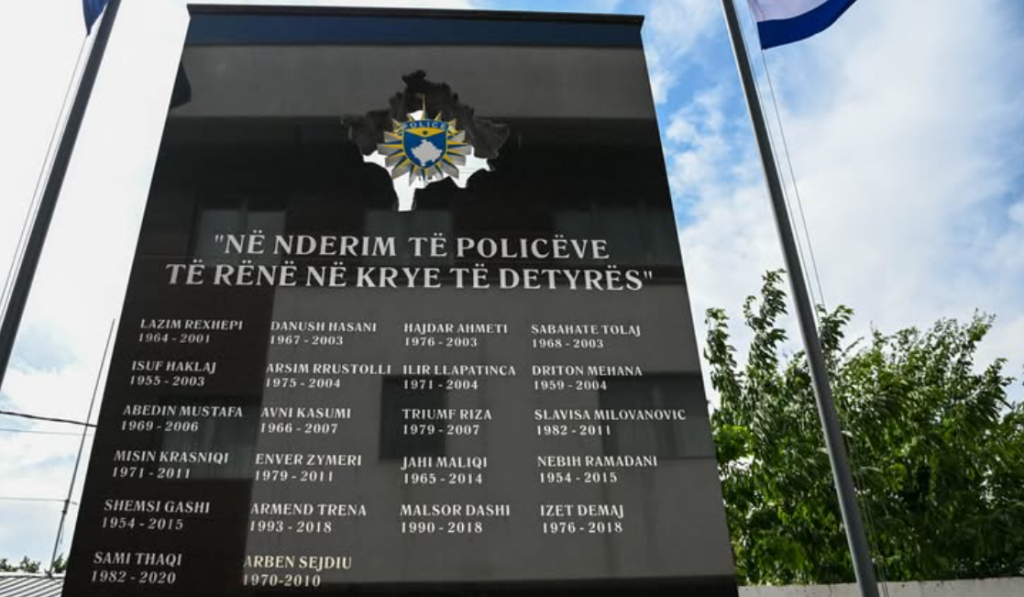 POLICE
"NË NDERIM TË POLICËVE
TË RËNË NË KRYE TË DETYRËS"
LAZIM REXHEPI
1964 - 2001
DANUSH HASANI
1967 - 2003
HAJDAR AHMETI
1976 - 2003
SABAHATE TOLAJ
1968 - 2003
ISUF HAKLAJ
1955 - 2003
ARSIM RRUSTOLLI
1975 - 2004
ILIR LLAPATINCA
1971 - 2004
DRITON MEHANA
1959 - 2004
ABEDIN MUSTAFA
1969 - 2006
AVNI KASUMI
1966 - 2007
TRIUMF RIZA
1979 - 2007
SLAVISA MILOVANOVIC
1982 - 2011
MISIN KRASNIQI
1971 - 2011
ENVER ZYMERI
1979 - 2011
JAHI MALIQI
1965 - 2014
NEBIH RAMADANI
1954 - 2015
SHEMSI GASHI
1954 - 2015
ARMEND TRENA
1993 - 2018
MALSOR DASHI
1990 - 2018
IZET DEMAJ
1976 - 2018
SAMI THAQI
1982 - 2020
ARBEN SEJDIU
1970-2010